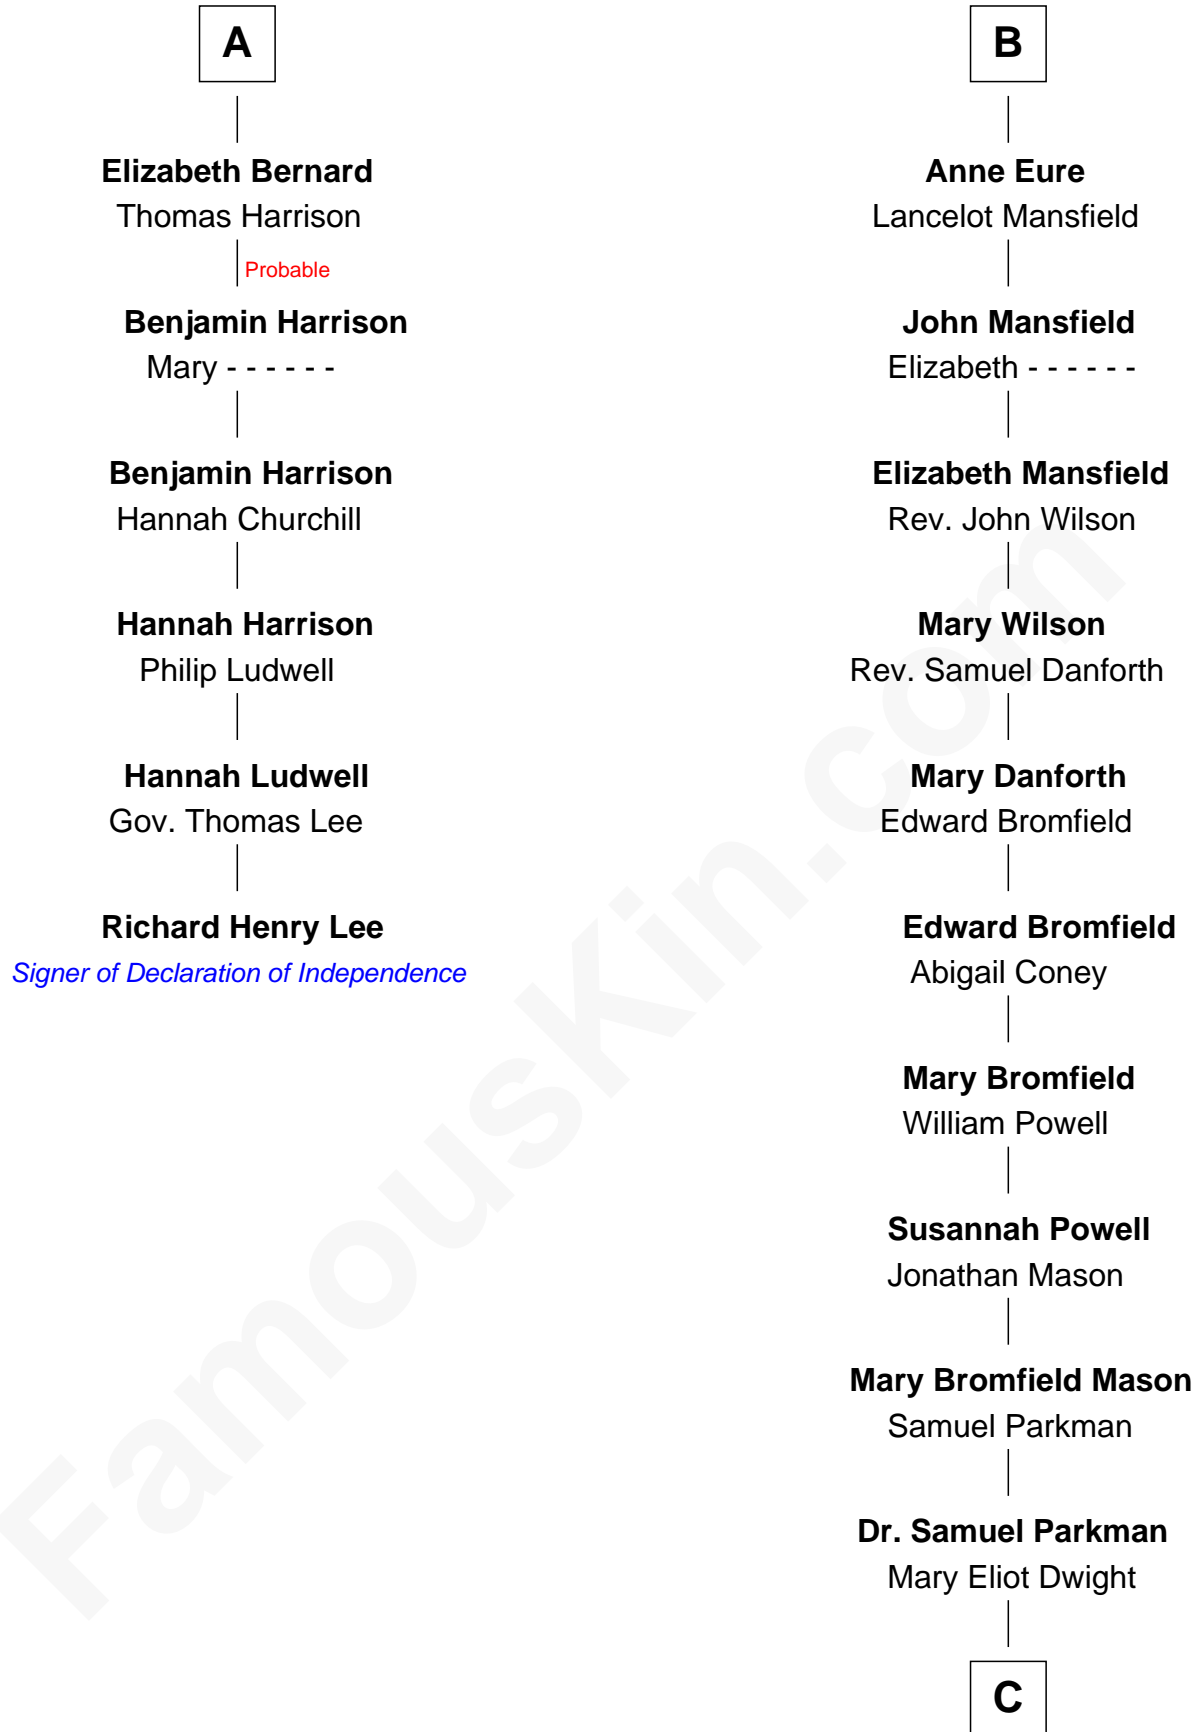 A
Elizabeth Bernard
Thomas Harrison
Probable
Benjamin Harrison
Mary - - - - - -
Benjamin Harrison
Hannah Churchill
Hannah Harrison
Philip Ludwell
Hannah Ludwell
Gov. Thomas Lee
Richard Henry Lee
Signer of Declaration of Independence
B
Anne Eure
Lancelot Mansfield
John Mansfield
Elizabeth - - - - - -
Elizabeth Mansfield
Rev. John Wilson
Mary Wilson
Rev. Samuel Danforth
Mary Danforth
Edward Bromfield
Edward Bromfield
Abigail Coney
Mary Bromfield
William Powell
Susannah Powell
Jonathan Mason
Mary Bromfield Mason
Samuel Parkman
Dr. Samuel Parkman
Mary Eliot Dwight
C
FamousKin.com